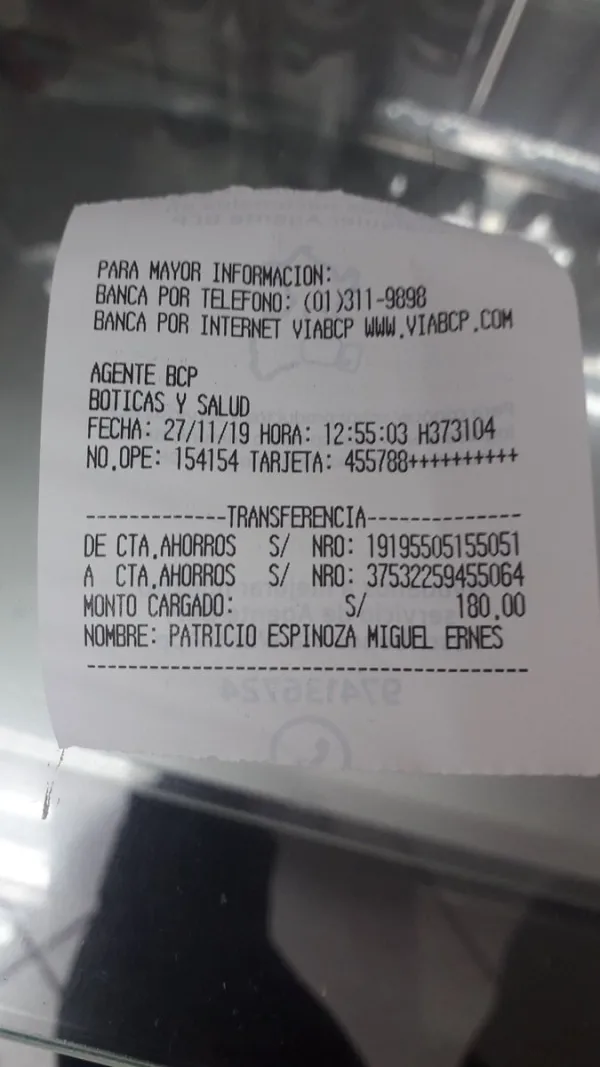 PARA MAYOR INFORMACION:
BANCA POR TELEFONO: (01)311-9898
BANCA POR INTERNET VIABCP WWW.VIABCP.COM
AGENTE BCP
BOTICAS Y SALUD
FECHA: 27/11/19 HORA: 12:55:03 H373104
NO.OPE: 154154 TARJETA: 455788++++++++++
-------------TRANSFERENCIA--------------
DE CTA.AHORROS S/ NRO: 19195505155051
A CTA.AHORROS S/ NRO: 37532259455064
MONTO CARGADO: S/ 180.00
NOMBRE: PATRICIO ESPINOZA MIGUEL ERNES
----------------------------------------
974136724